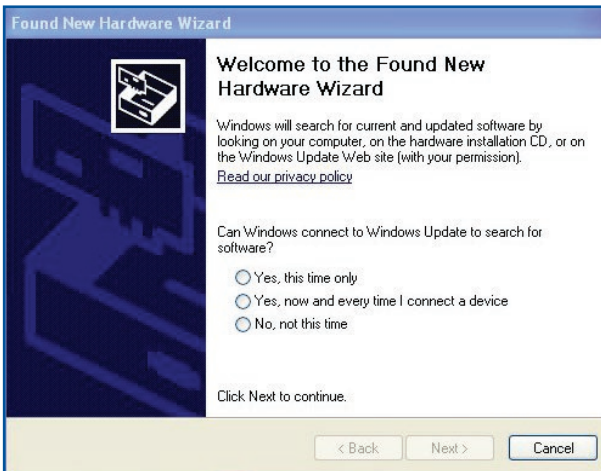 Found New Hardware Wizard
Welcome to the Found New
Hardware Wizard
Windows will search for current and updated software by
looking on your computer, on the hardware installation CD, or on
the Windows Update Web site (with your permission).
Read our privacy policy
Can Windows connect to Windows Update to search for
software?
Yes, this time only
Yes, now and every time I connect a device
No, not this time
Click Next to continue.
< Back Next > Cancel